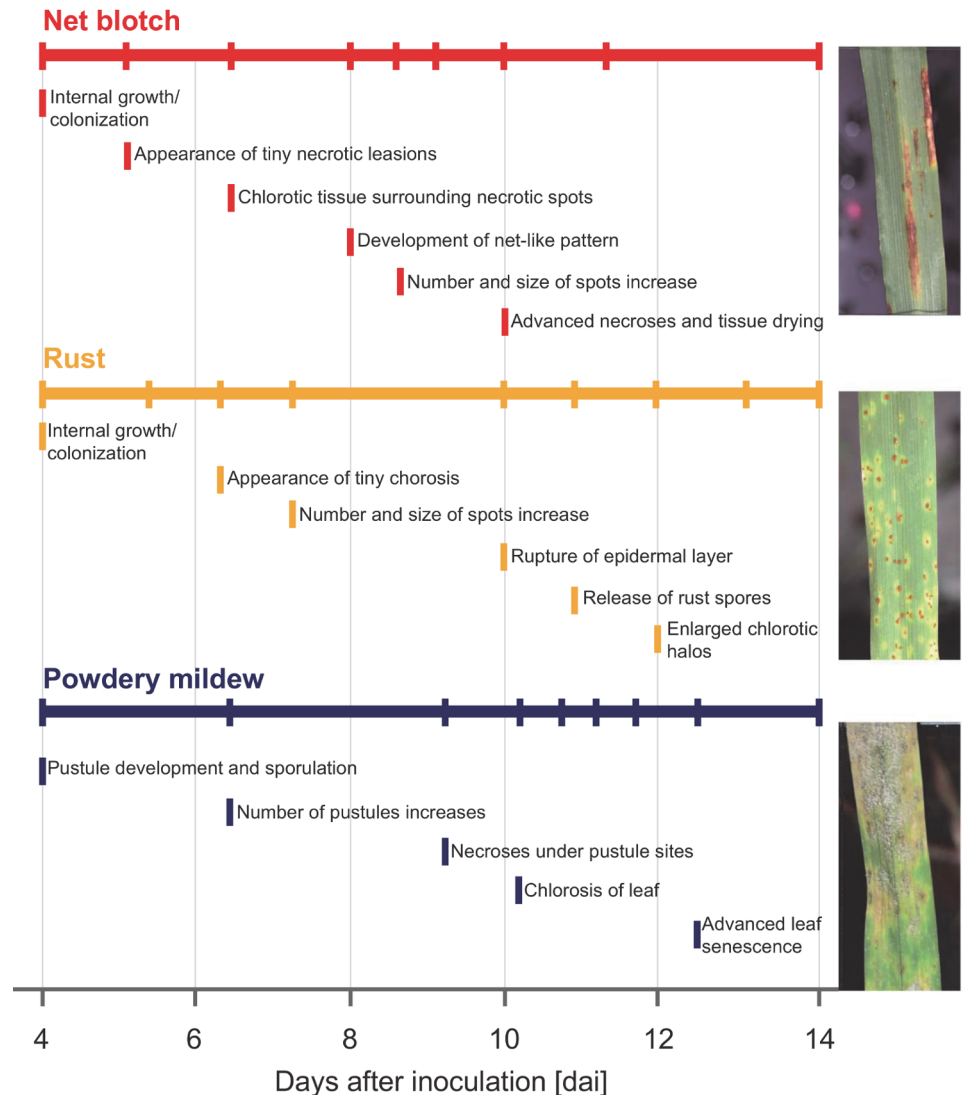 Net blotch
Internal growth/
colonization
Appearance of tiny necrotic leasions
Chlorotic tissue surrounding necrotic spots
Development of net-like pattern
Number and size of spots increase
Advanced necroses and tissue drying
Rust
Internal growth/
colonization
Appearance of tiny chorosis
Number and size of spots increase
Rupture of epidermal layer
Release of rust spores
Enlarged chlorotic
halos
Powdery mildew
Pustule development and sporulation
Number of pustules increases
Necroses under pustule sites
Chlorosis of leaf
Advanced leaf
senescence
4 6 8 10 12 14
Days after inoculation [dai]